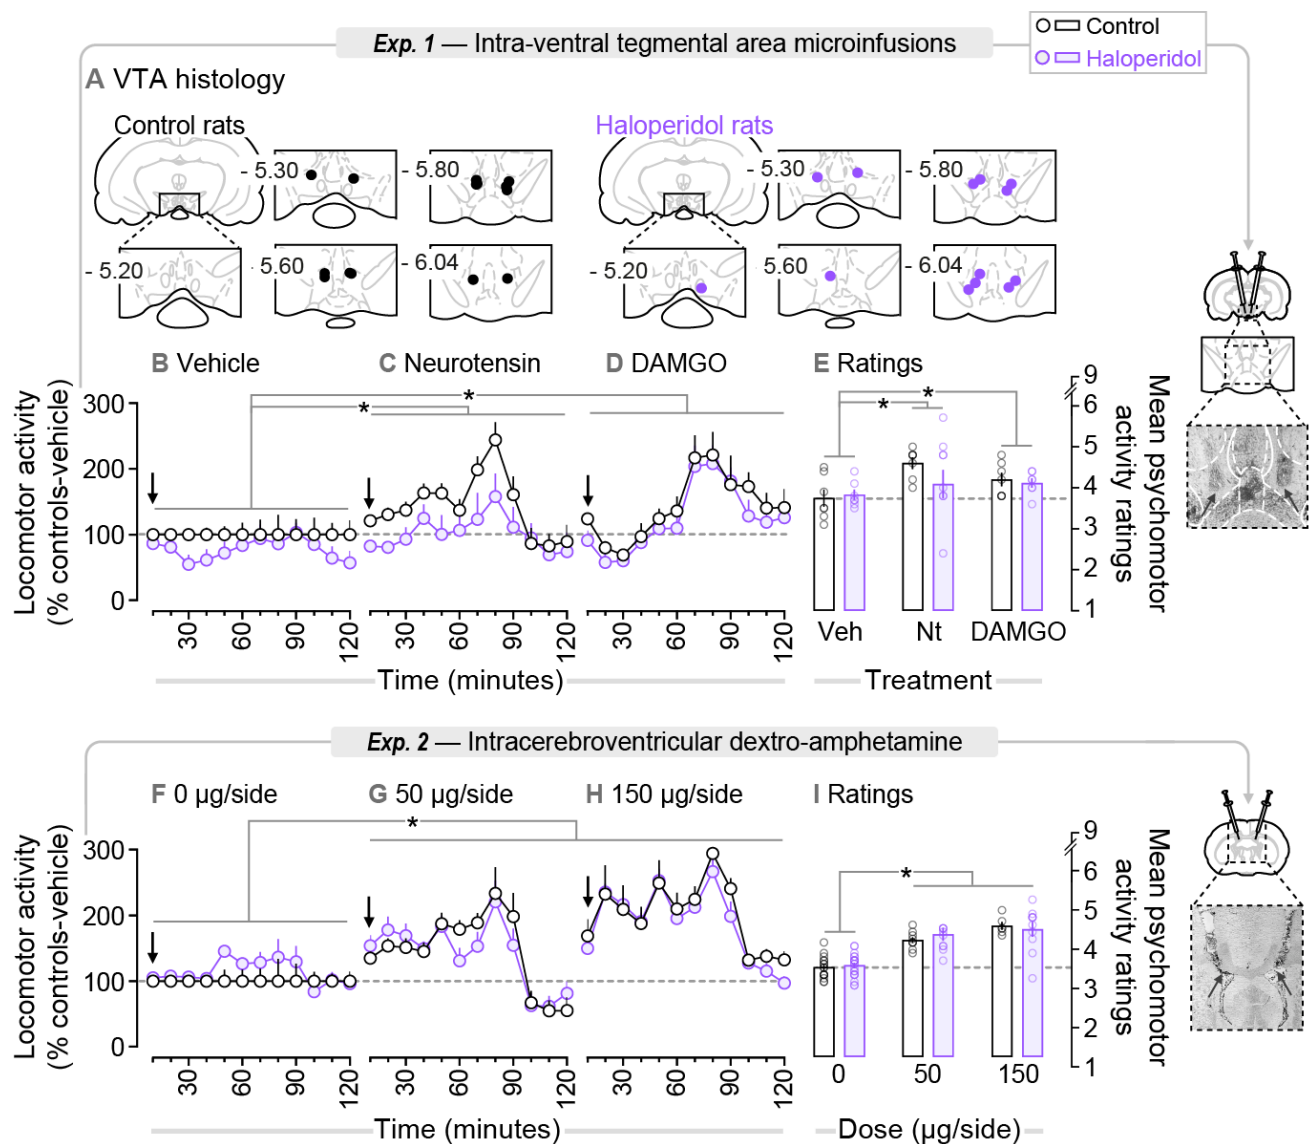 Exp. 1 — Intra-ventral tegmental area microinfusions
Control
Haloperidol
A VTA histology
Control rats
Haloperidol rats
- 5.30
- 5.80
- 5.30
- 5.80
- 5.20
- 5.60
- 6.04
- 5.20
5.60
- 6.04
B Vehicle
C Neurotensin
D DAMGO
E Ratings
Locomotor activity
(% controls-vehicle)
300
200
100
0
30
60
90
120
30
60
90
120
30
60
90
120
Time (minutes)
*
*
*
*
Veh
Nt
DAMGO
Treatment
9
6
5
4
3
2
1
Mean psychomotor
activity ratings
Exp. 2 — Intracerebroventricular dextro-amphetamine
F 0 µg/side
G 50 µg/side
H 150 µg/side
I Ratings
Locomotor activity
(% controls-vehicle)
300
200
100
0
30
60
90
120
30
60
90
120
30
60
90
120
Time (minutes)
*
*
0
50
150
Dose (µg/side)
9
6
5
4
3
2
1
Mean psychomotor
activity ratings